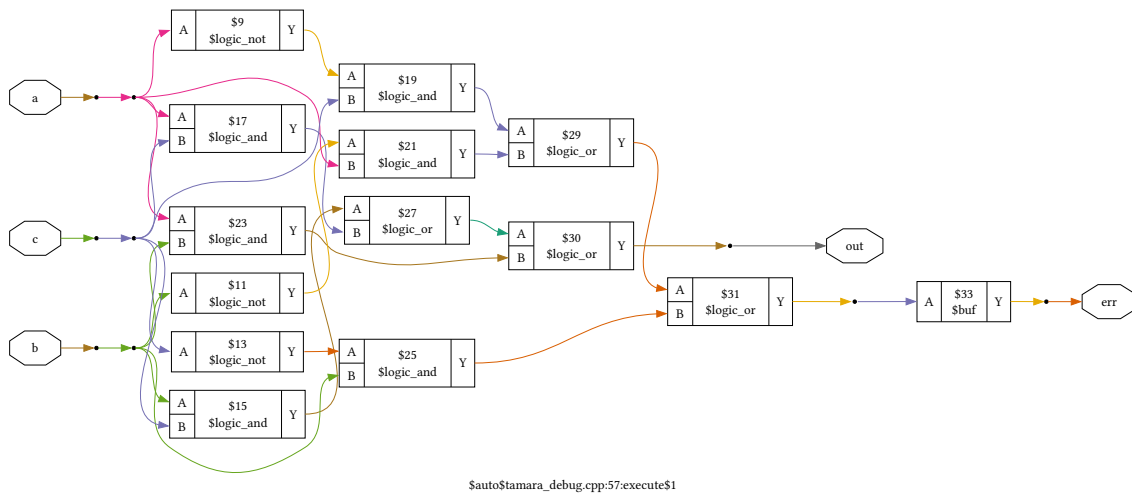 a
c
b
A
$9
$logic_not
Y
A
B
$17
$logic_and
Y
A
B
$23
$logic_and
Y
A
$11
$logic_not
Y
A
$13
$logic_not
Y
A
B
$15
$logic_and
Y
A
B
$19
$logic_and
Y
A
B
$21
$logic_and
Y
A
B
$27
$logic_or
Y
A
B
$25
$logic_and
Y
A
B
$29
$logic_or
Y
A
B
$30
$logic_or
Y
A
B
$31
$logic_or
Y
out
A
$33
$buf
Y
err
$auto$tamara_debug.cpp:57:execute$1